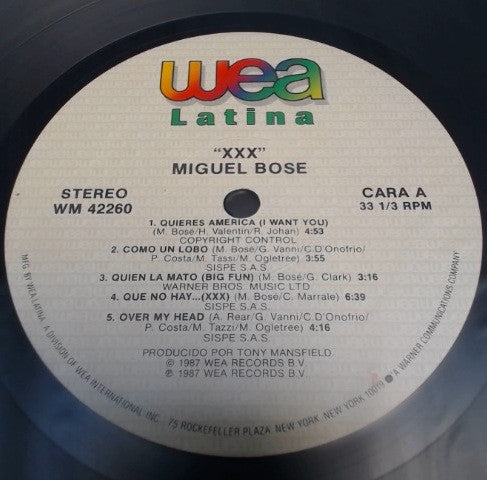 wea
Latina
"XXX"
MIGUEL BOSE
STEREO
WM 42260
CARA A
33 1/3 RPM
1. QUIERES AMERICA (I WANT YOU)
(M. Bose/H. Valentin/R. Johan) 4:53
COPYRIGHT CONTROL
2. COMO UN LOBO (M. Bose/G. Vanni/C.D'Onofrio/
P. Costa/M. Tassi/M. Ogletree) 3:55
SISPE S.A.S.
3. QUIEN LA MATO (BIG FUN) (M. Bose/G. Clark) 3:16
WARNER BROS. MUSIC LTD
4. QUE NO HAY...(XXX) (M. Bose/C. Marrale) 6:39
SISPE S.A.S.
5. OVER MY HEAD (A. Rear/G. Vanni/C.D'Onofrio/
P. Costa/M. Tazzi/M. Ogletree) 4:16
SISPE S.A.S.
PRODUCIDO POR TONY MANSFIELD.
℗ 1987 WEA RECORDS B.V.
© 1987 WEA RECORDS B.V.
MFG. BY WEA LATINA. A DIVISION OF WEA INTERNATIONAL INC. 75 ROCKEFELLER PLAZA, NEW YORK, NEW YORK 10019 ● A WARNER COMMUNICATIONS COMPANY